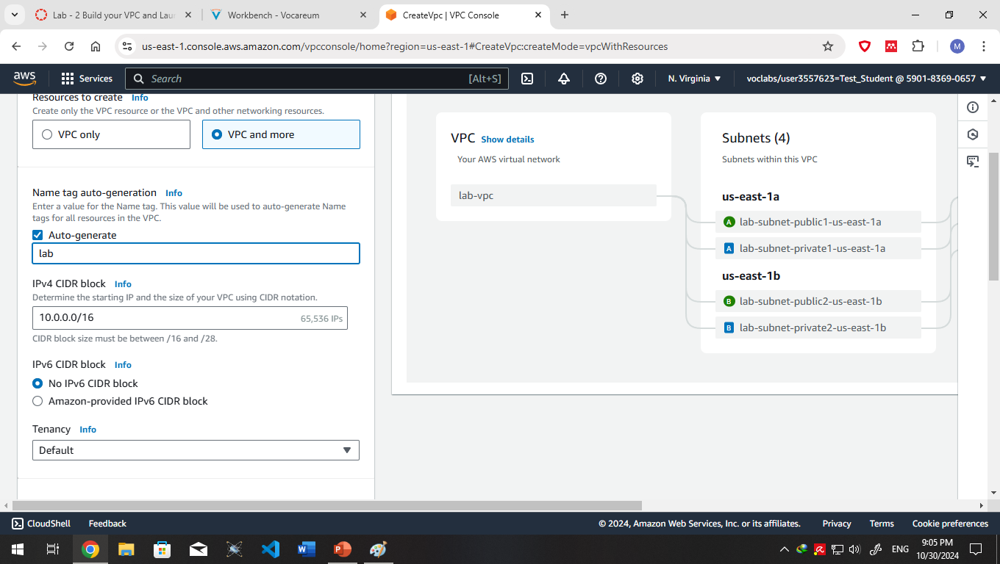 Lab - 2 Build your VPC and Lau
Workbench - Vocareum
CreateVpc | VPC Console
us-east-1.console.aws.amazon.com/vpcconsole/home?region=us-east-1#CreateVpc:createMode=vpcWithResources
M
aws
Services
Search
[Alt+S]
N. Virginia
voclabs/user3557623=Test_Student @ 5901-8369-0657
Resources to create Info
Create only the VPC resource or the VPC and other networking resources.
VPC only
VPC and more
Name tag auto-generation Info
Enter a value for the Name tag. This value will be used to auto-generate Name
tags for all resources in the VPC.
Auto-generate
lab
IPv4 CIDR block Info
Determine the starting IP and the size of your VPC using CIDR notation.
10.0.0.0/16
65,536 IPs
CIDR block size must be between /16 and /28.
IPv6 CIDR block Info
No IPv6 CIDR block
Amazon-provided IPv6 CIDR block
Tenancy Info
Default
VPC Show details
Your AWS virtual network
lab-vpc
Subnets (4)
Subnets within this VPC
us-east-1a
A lab-subnet-public1-us-east-1a
A lab-subnet-private1-us-east-1a
us-east-1b
B lab-subnet-public2-us-east-1b
B lab-subnet-private2-us-east-1b
CloudShell
Feedback
© 2024, Amazon Web Services, Inc. or its affiliates.
Privacy
Terms
Cookie preferences
ENG
9:05 PM
10/30/2024